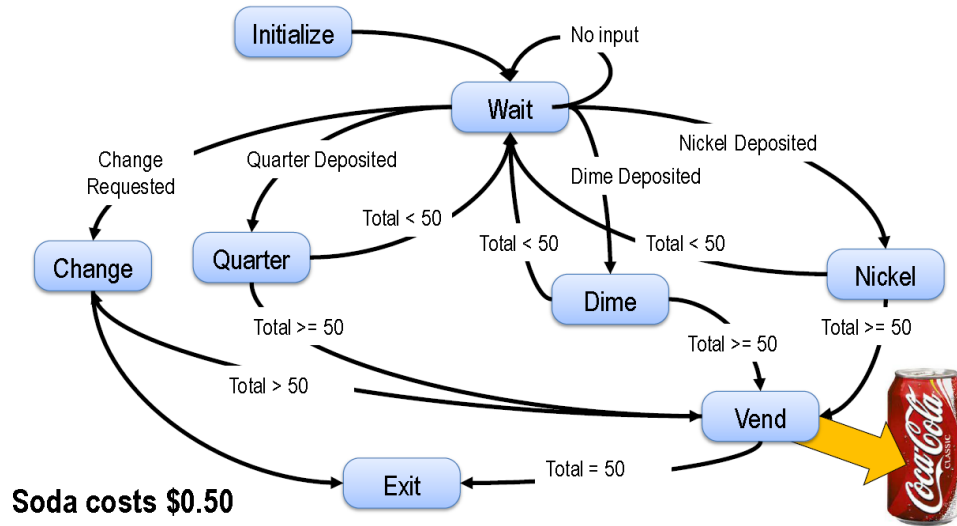 Initialize
No input
Wait
Change
Requested
Quarter Deposited
Dime Deposited
Nickel Deposited
Total < 50
Total < 50
Total < 50
Change
Quarter
Dime
Nickel
Total >= 50
Total >= 50
Total >= 50
Total > 50
Vend
Total = 50
Exit
Coca-Cola
CLASSIC
Soda costs $0.50